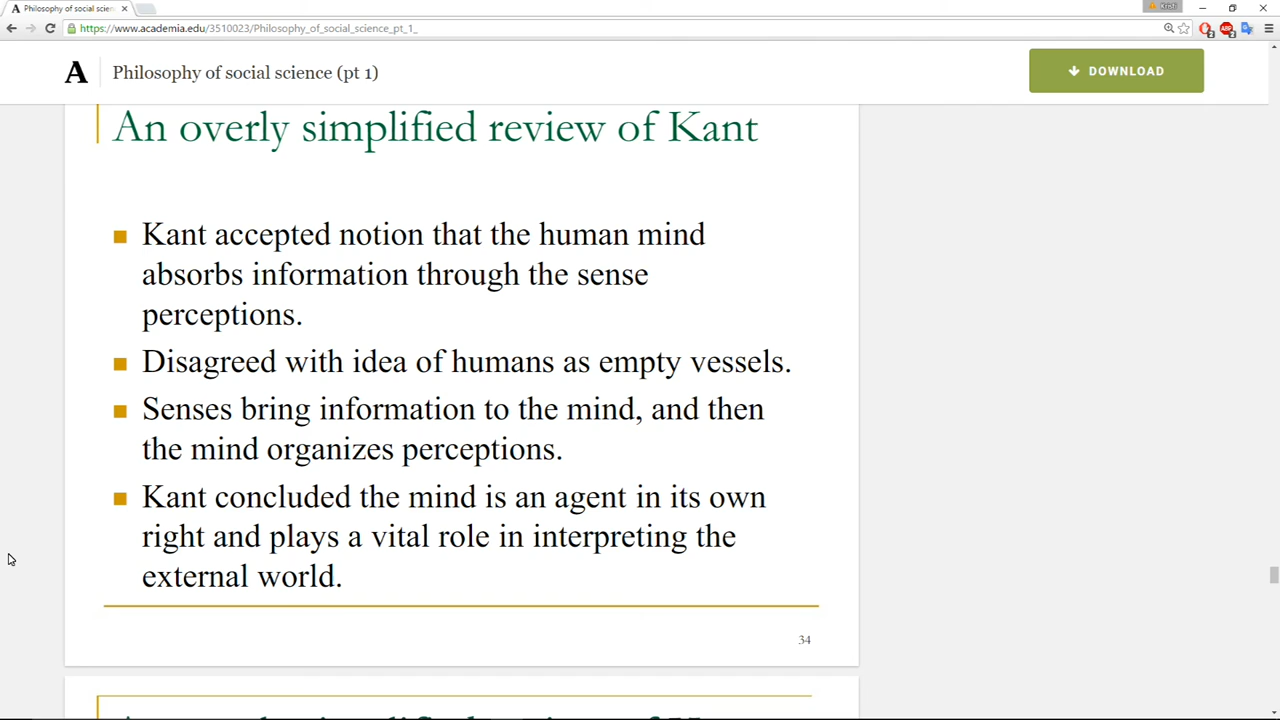 A Philosophy of social scien
https://www.academia.edu/3510023/Philosophy_of_social_science_pt_1_
A Philosophy of social science (pt 1)
DOWNLOAD
An overly simplified review of Kant
Kant accepted notion that the human mind
absorbs information through the sense
perceptions.
Disagreed with idea of humans as empty vessels.
Senses bring information to the mind, and then
the mind organizes perceptions.
Kant concluded the mind is an agent in its own
right and plays a vital role in interpreting the
external world.
34